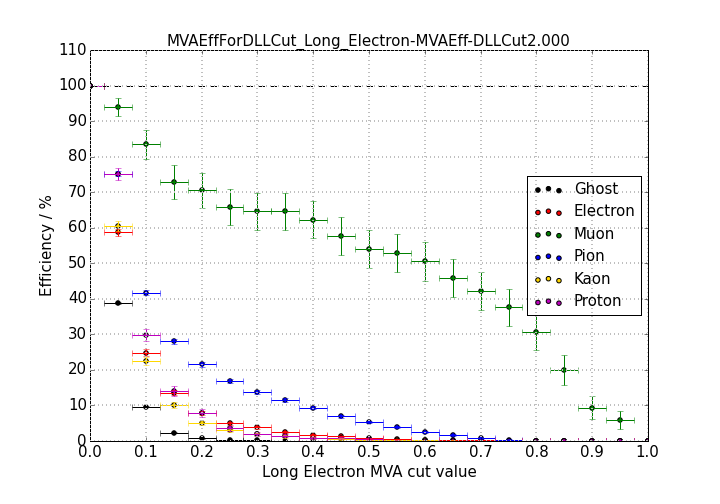 MVAEffForDLLCut_Long_Electron-MVAEff-DLLCut2.000
110
100
90
80
70
60
50
40
30
20
10
0
Efficiency / %
Ghost
Electron
Muon
Pion
Kaon
Proton
0.0 0.1 0.2 0.3 0.4 0.5 0.6 0.7 0.8 0.9 1.0
Long Electron MVA cut value